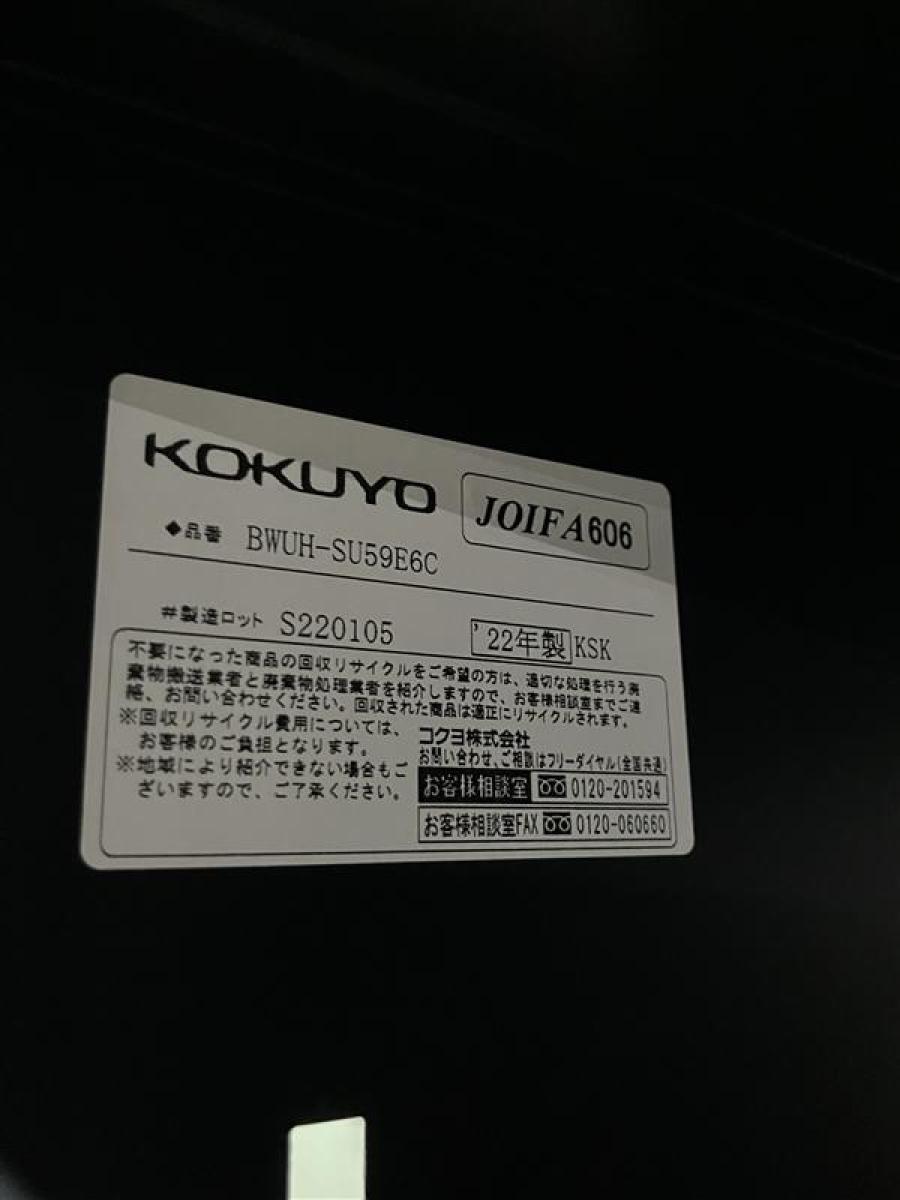 KOKUYO
JOIFA606
◆品番 BWUH-SU59E6C
#製造ロット S220105 '22年製 KSK
不要になった商品の回収リサイクルをご希望の方は、適切な処理を行う廃
棄物搬送業者と廃棄物処理業者を紹介しますので、お客様相談室までご連
絡、お問い合わせください。回収された商品は適正にリサイクルされます。
※回収リサイクル費用については、
お客様のご負担となります。
※地域により紹介できない場合もご
ざいますので、ご了承ください。
コクヨ株式会社
お問い合わせ、ご相談はフリーダイヤル(全国共通)
お客様相談室 0120-201594
お客様相談室FAX 0120-060660